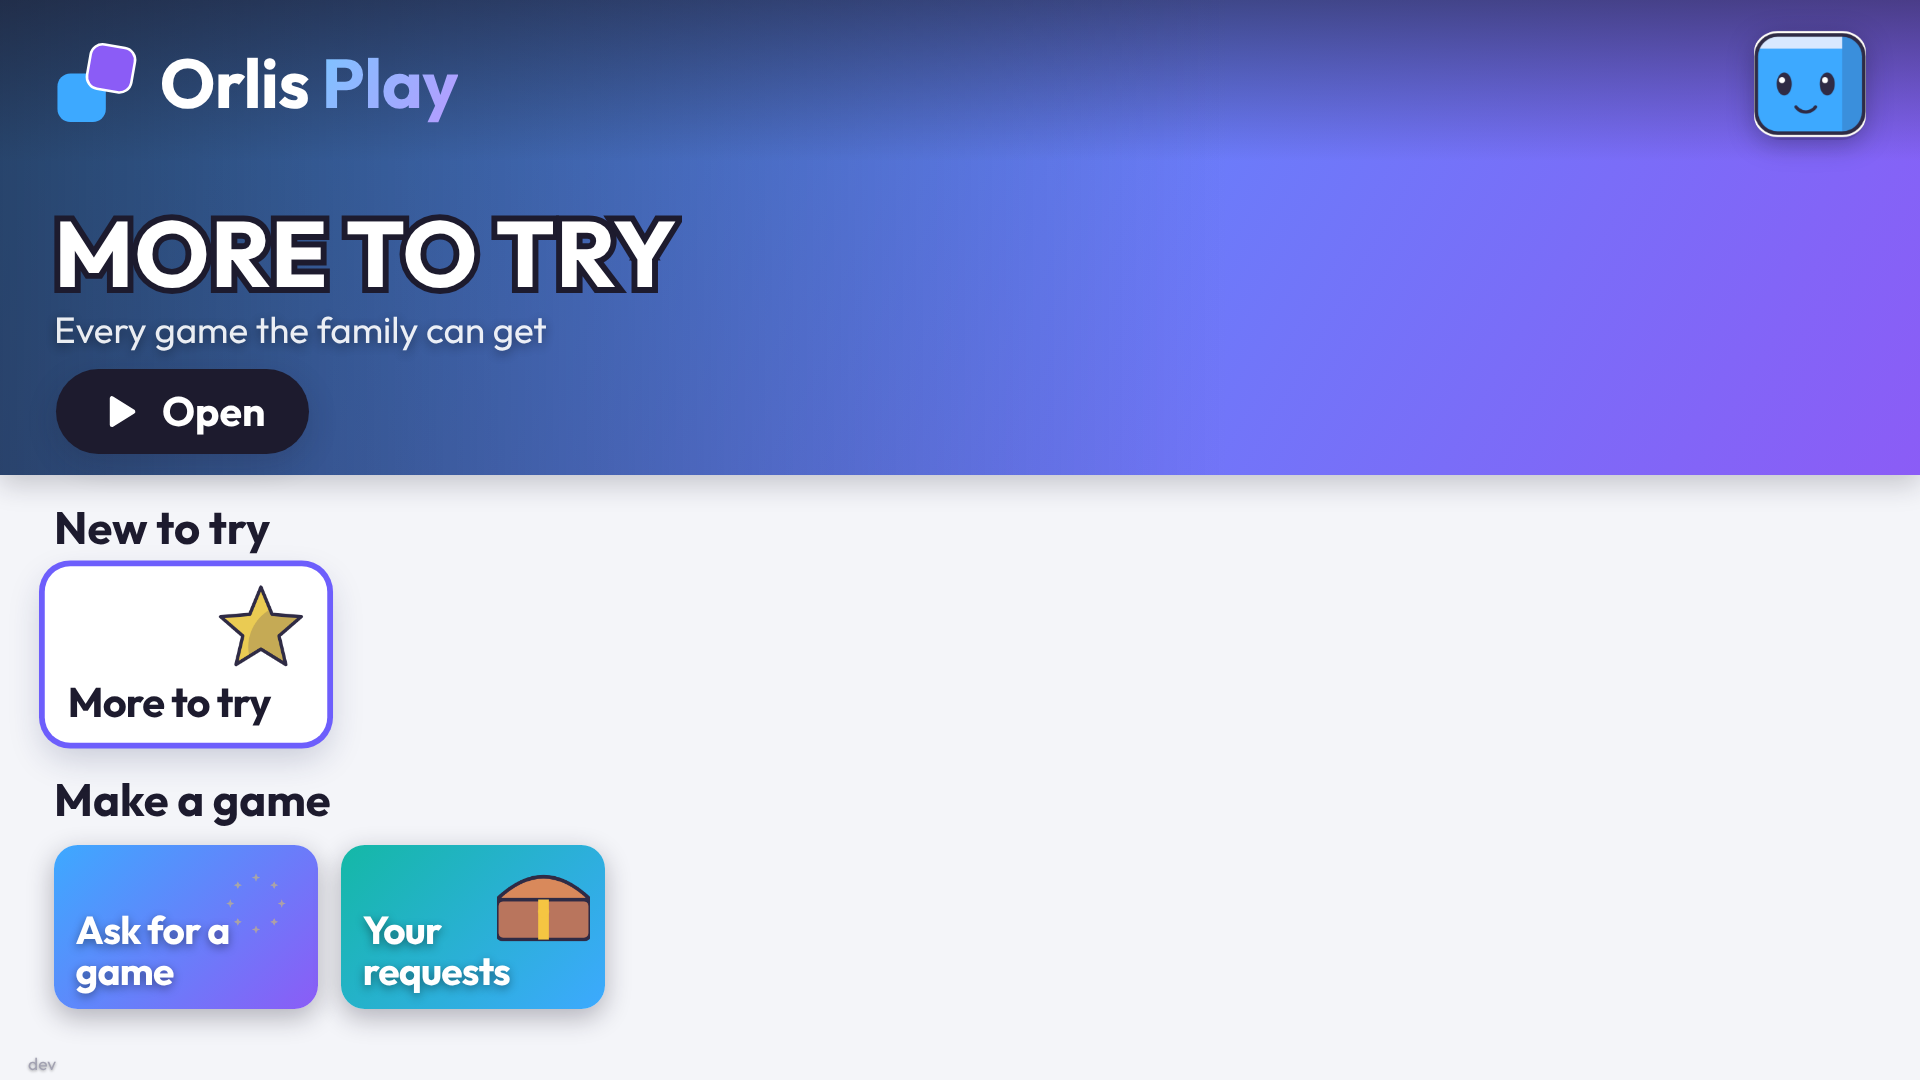 Orlis Play
MORE TO TRY
Every game the family can get
Open
New to try
More to try
Make a game
Ask for a
game
Your
requests
dev